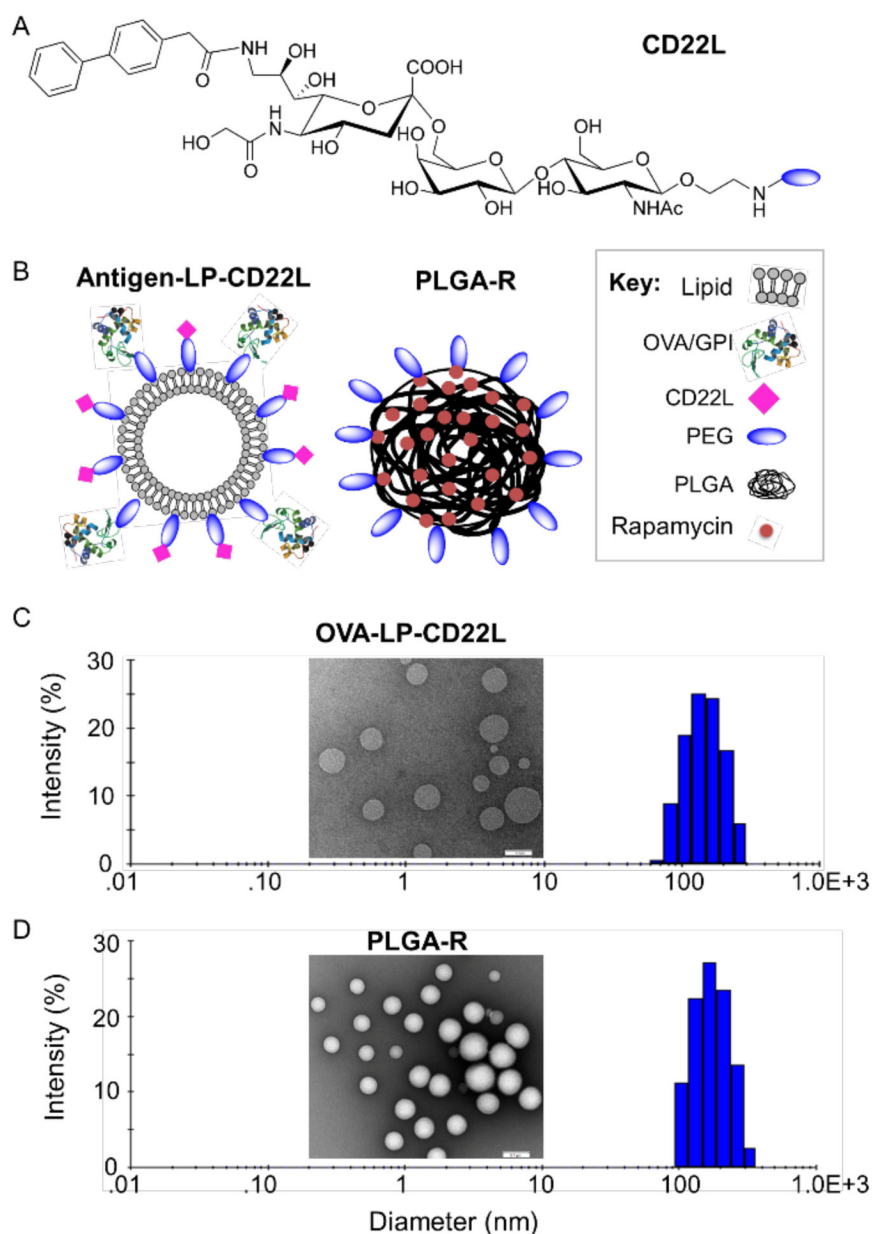 A
CD22L
NH
OH
O
OH
COOH
O
O
HO
O
H
N
HO
HO
O
HO
HO
OH
O
O
OH
HO
NHAc
O
O
N
H
B
Antigen-LP-CD22L
PLGA-R
Key:
Lipid
OVA/GPI
CD22L
PEG
PLGA
Rapamycin
C
OVA-LP-CD22L
Intensity (%)
30
20
10
0
.01 .10 1 10 100 1.0E+3
D
PLGA-R
Intensity (%)
30
20
10
0
.01 .10 1 10 100 1.0E+3
Diameter (nm)